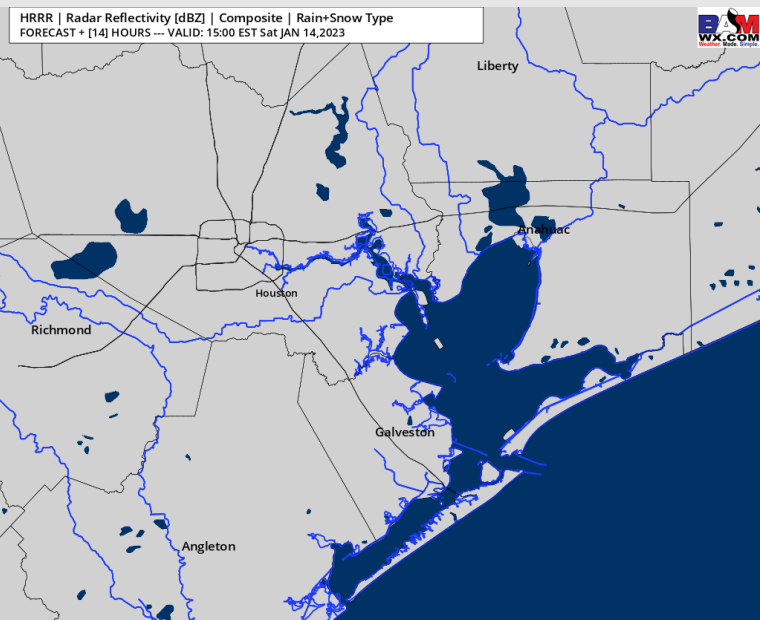 HRRR | Radar Reflectivity [dBZ] | Composite | Rain+Snow Type
FORECAST + [14] HOURS --- VALID: 15:00 EST Sat JAN 14,2023
BAM
WX.COM
Weather. Made. Simple.
Liberty
Anahuac
Houston
Richmond
Galveston
Angleton